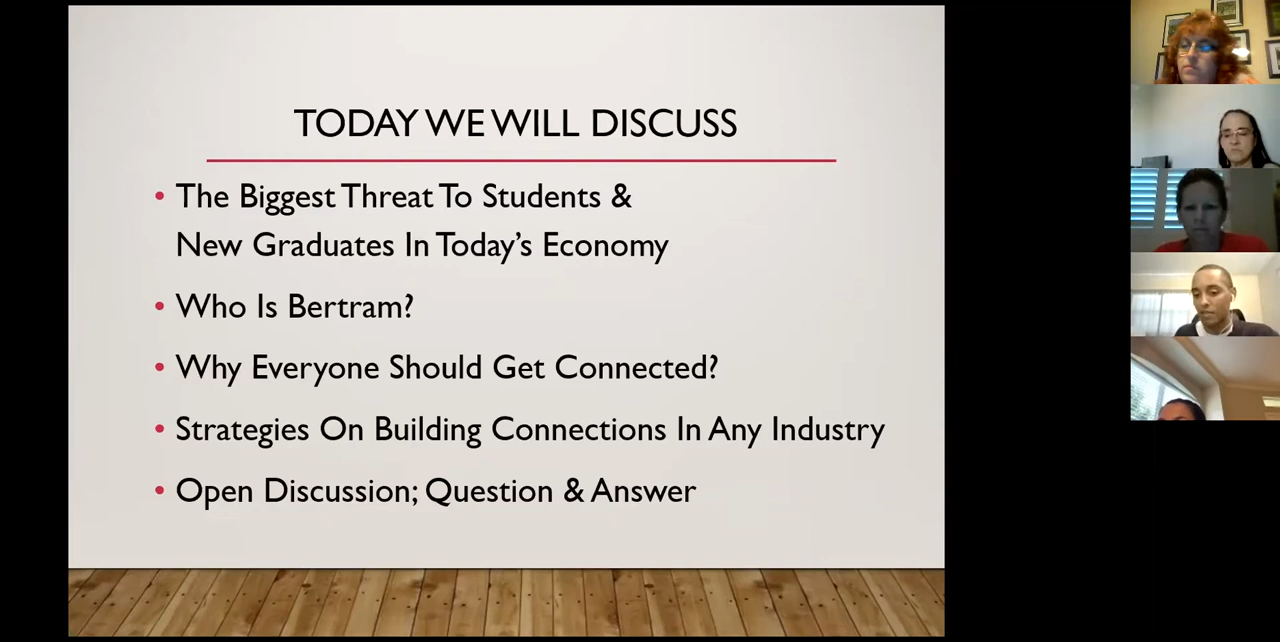 TODAY WE WILL DISCUSS
• The Biggest Threat To Students &
New Graduates In Today's Economy
• Who Is Bertram?
• Why Everyone Should Get Connected?
• Strategies On Building Connections In Any Industry
• Open Discussion; Question & Answer